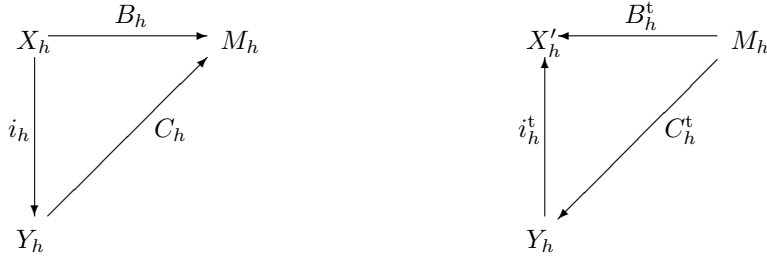 B_h B_h^t
X_h M_h X'_h M_h
i_h C_h i_h^t C_h^t
Y_h Y_h